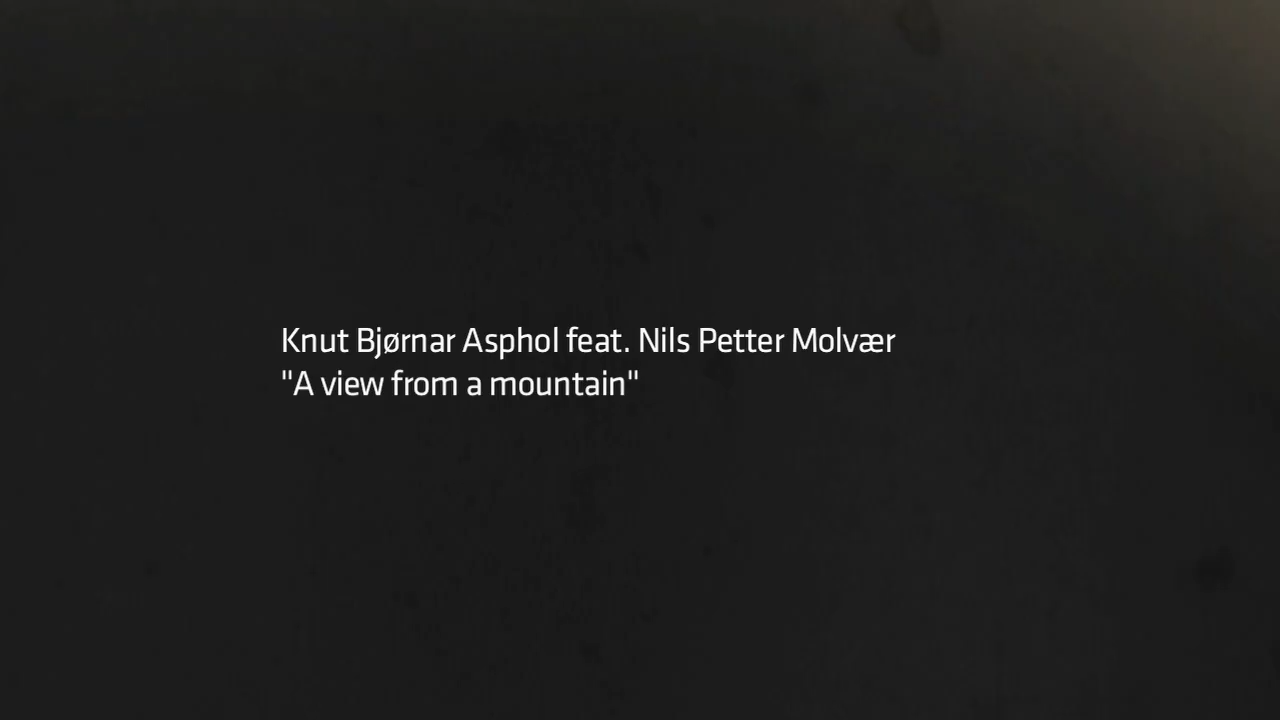 Knut Bjørnar Asphol feat. Nils Petter Molvær
"A view from a mountain"